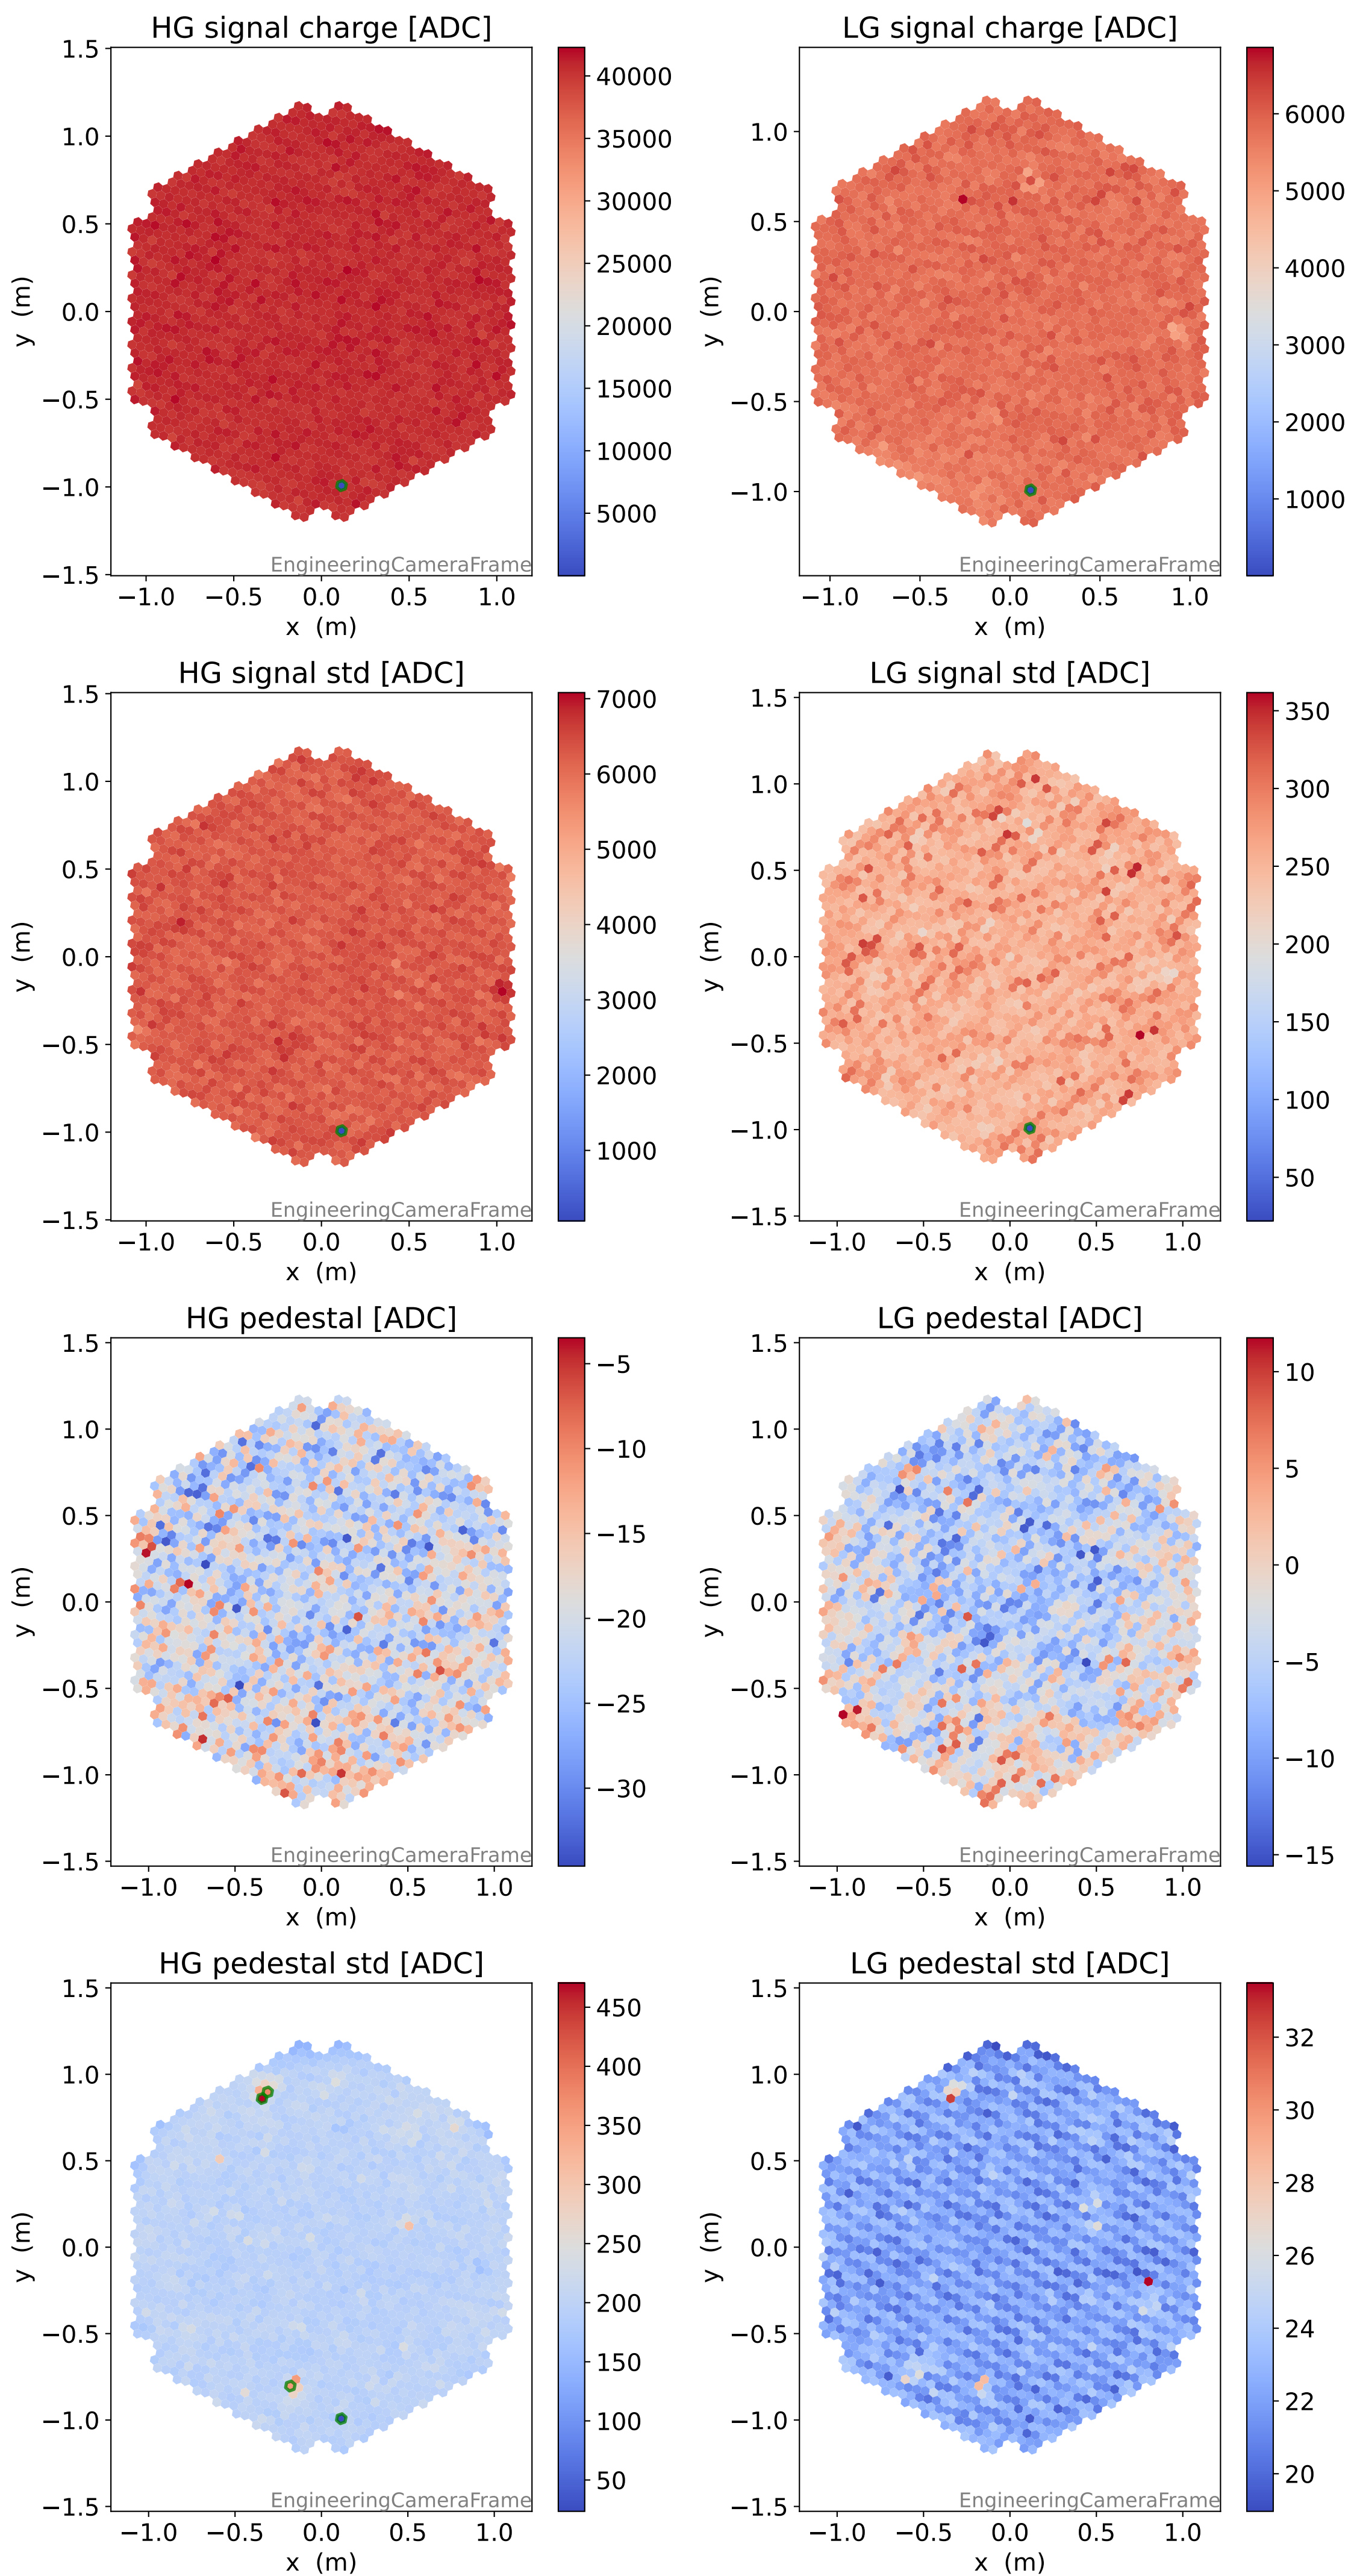 HG signal charge [ADC]
1.5
1.0
0.5
0.0
−0.5
−1.0
−1.5
y (m)
EngineeringCameraFrame
−1.0 −0.5 0.0 0.5 1.0
x (m)
40000
35000
30000
25000
20000
15000
10000
5000
LG signal charge [ADC]
1.5
1.0
0.5
0.0
−0.5
−1.0
y (m)
EngineeringCameraFrame
−1.0 −0.5 0.0 0.5 1.0
x (m)
6000
5000
4000
3000
2000
1000
HG signal std [ADC]
1.5
1.0
0.5
0.0
−0.5
−1.0
−1.5
y (m)
EngineeringCameraFrame
−1.0 −0.5 0.0 0.5 1.0
x (m)
7000
6000
5000
4000
3000
2000
1000
LG signal std [ADC]
1.5
1.0
0.5
0.0
−0.5
−1.0
−1.5
y (m)
EngineeringCameraFrame
−1.0 −0.5 0.0 0.5 1.0
x (m)
350
300
250
200
150
100
50
HG pedestal [ADC]
1.5
1.0
0.5
0.0
−0.5
−1.0
−1.5
y (m)
EngineeringCameraFrame
−1.0 −0.5 0.0 0.5 1.0
x (m)
−5
−10
−15
−20
−25
−30
LG pedestal [ADC]
1.5
1.0
0.5
0.0
−0.5
−1.0
−1.5
y (m)
EngineeringCameraFrame
−1.0 −0.5 0.0 0.5 1.0
x (m)
10
5
0
−5
−10
−15
HG pedestal std [ADC]
1.5
1.0
0.5
0.0
−0.5
−1.0
−1.5
y (m)
EngineeringCameraFrame
−1.0 −0.5 0.0 0.5 1.0
x (m)
450
400
350
300
250
200
150
100
50
LG pedestal std [ADC]
1.5
1.0
0.5
0.0
−0.5
−1.0
−1.5
y (m)
EngineeringCameraFrame
−1.0 −0.5 0.0 0.5 1.0
x (m)
32
30
28
26
24
22
20